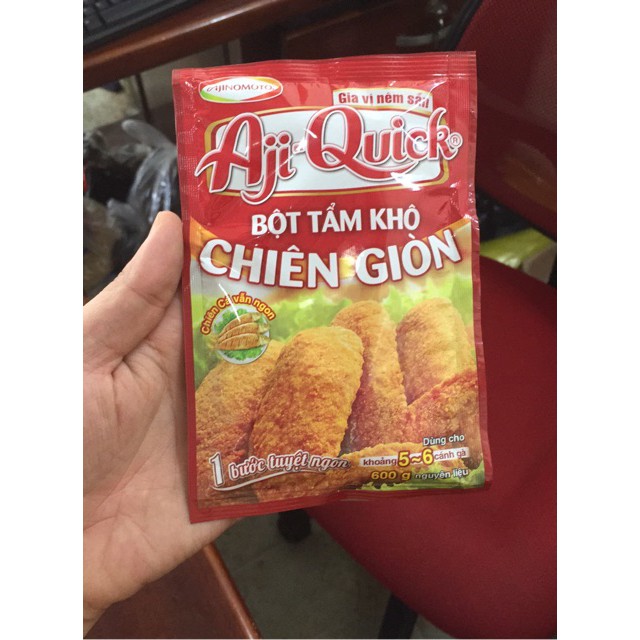 AJINOMOTO
Gia vị nêm sẵn
Aji-Quick®
BỘT TẨM KHÔ
CHIÊN GIÒN
Chiên Cá vẫn ngon
1 bước tuyệt ngon
Dùng cho
khoảng 5~6 cánh gà
600 g nguyên liệu